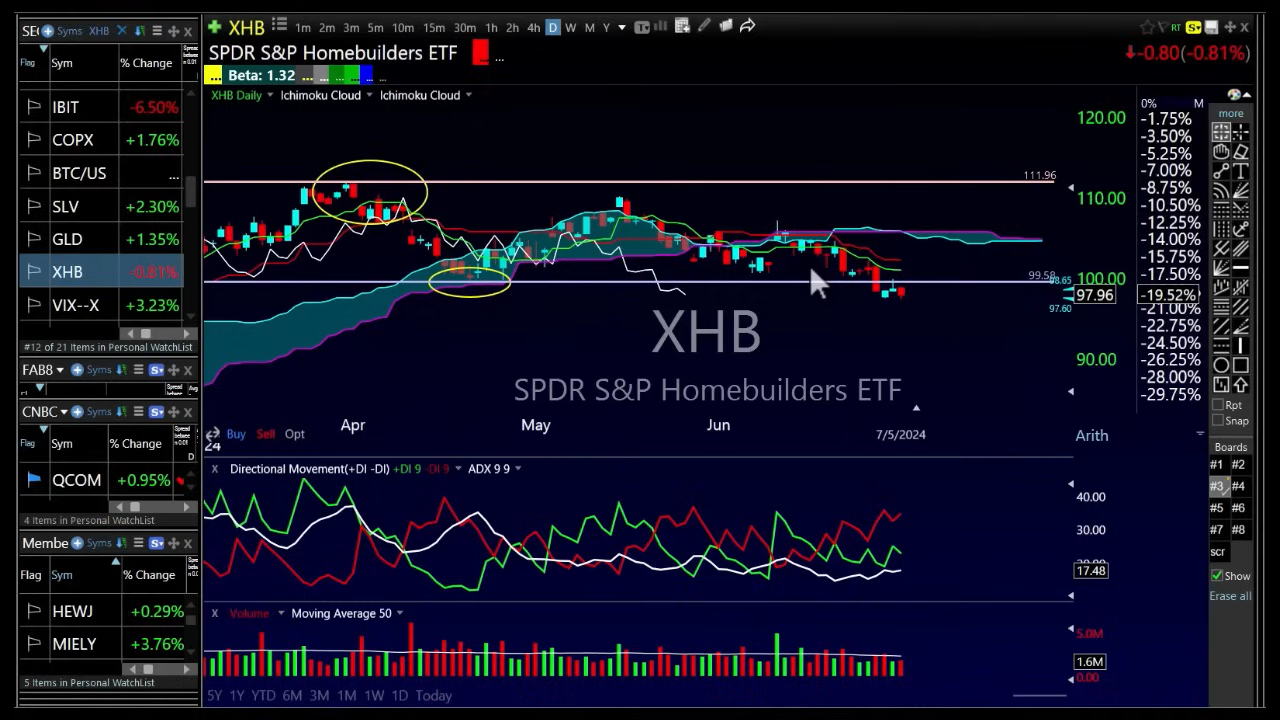 SEC Syms XHB
Flag Sym % Change
IBIT -6.50%
COPX +1.76%
BTC/US ...
SLV +2.30%
GLD +1.35%
XHB -0.81%
VIX--X +3.23%
#12 of 21 Items in Personal WatchList
FAB8 Syms
CNBC Syms
Flag Sym % Change
QCOM +0.95%
4 Items in Personal WatchList
Membe Syms
Flag Sym % Change
HEWJ +0.29%
MIELY +3.76%
5 Items in Personal WatchList
XHB 1m 2m 3m 5m 10m 15m 30m 1h 2h 4h D W M Y
SPDR S&P Homebuilders ETF ...
... Beta: 1.32 ... ... ... ... ... ...
RT
-0.80(-0.81%)
XHB Daily Ichimoku Cloud Ichimoku Cloud
120.00
111.96
110.00
100.00
99.58
98.65
97.96
97.60
90.00
XHB
SPDR S&P Homebuilders ETF
Apr May Jun
Buy Sell Opt
24
7/5/2024
Arith
0% M
-1.75%
-3.50%
-5.25%
-7.00%
-8.75%
-10.50%
-12.25%
-14.00%
-15.75%
-17.50%
-19.52%
-21.00%
-22.75%
-24.50%
-26.25%
-28.00%
-29.75%
X Directional Movement(+DI -DI) +DI 9 -DI 9 ADX 9 9
40.00
30.00
20.00
17.48
X Volume Moving Average 50
5.0M
1.6M
0.00
5Y 1Y YTD 6M 3M 1M 1W 1D Today
more
Rpt
Snap
Boards
#1 #2
#3 #4
#5 #6
#7 #8
scr
Show
Erase all